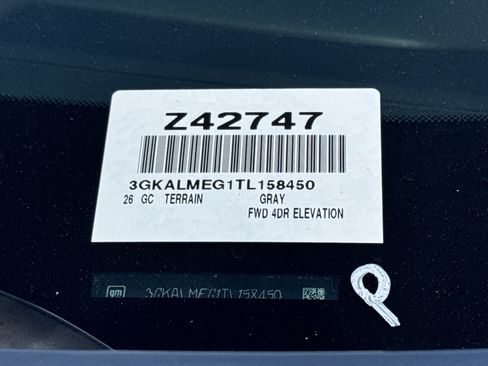 Z42747
3GKALMEG1TL158450
26 GC TERRAIN GRAY
FWD 4DR ELEVATION
gm 3GKALMEG1TL158450
Q